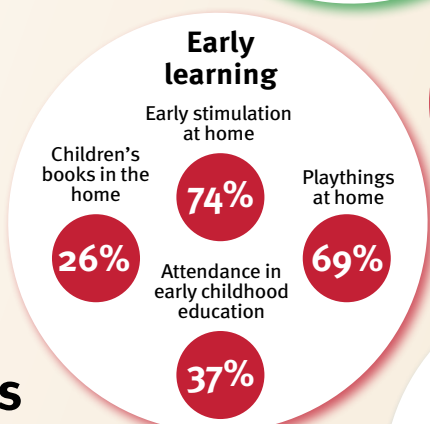 Early
learning
Early stimulation
at home
74%
Children's
books in the
home
26%
Playthings
at home
69%
Attendance in
early childhood
education
37%
s